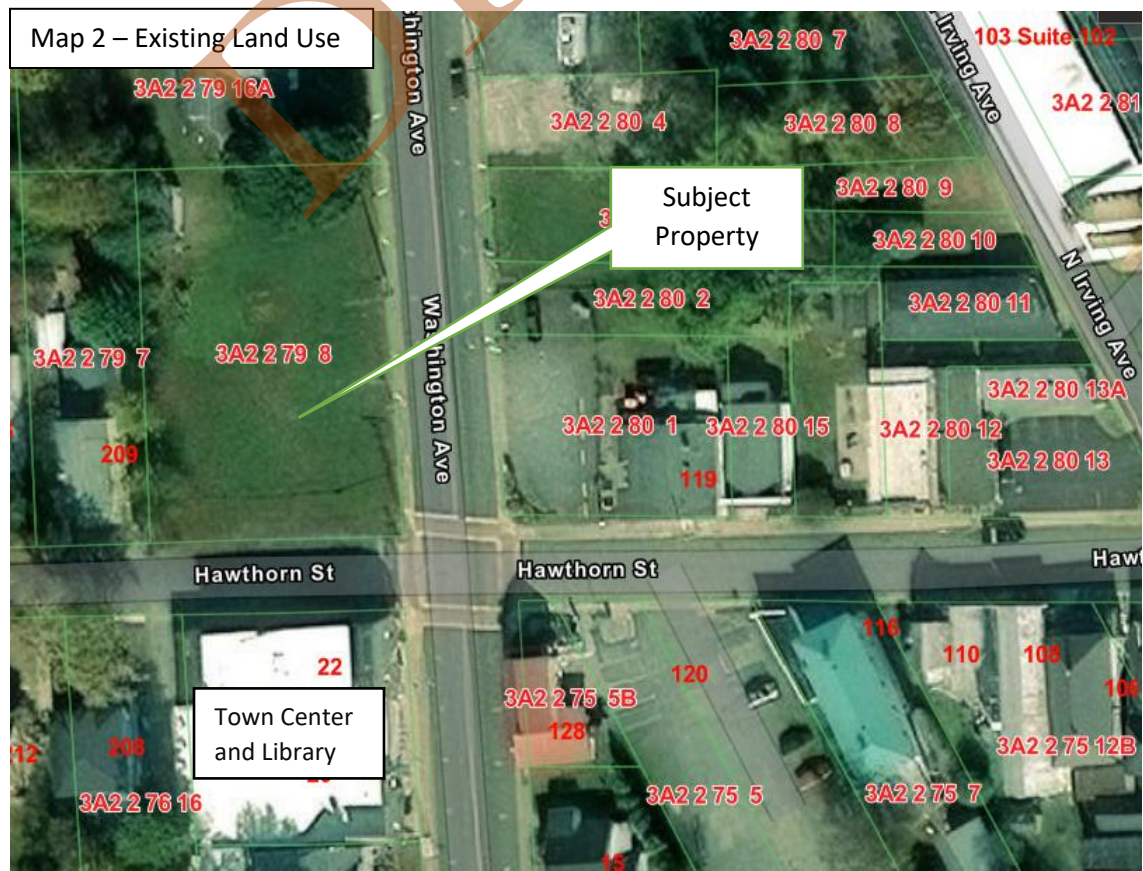 Map 2 – Existing Land Use
3A2 2 79 16A
Washington Ave
3A2 2 80 7
3A2 2 80 4
3A2 2 80 8
N Irving Ave
103 Suite 102
3A2 2 81
Subject
Property
3A2 2 80 9
3A2 2 80 10
3A2 2 80 2
3A2 2 80 11
N Irving Ave
3A2 2 79 7
3A2 2 79 8
Washington Ave
209
3A2 2 80 1
119
3A2 2 80 15
3A2 2 80 12
3A2 2 80 13A
3A2 2 80 13
Hawthorn St
Hawthorn St
Hawt
22
Town Center
and Library
212
208
3A2 2 76 16
3A2 2 75 5B
128
120
116
110
108
106
3A2 2 75 12B
3A2 2 75 5
3A2 2 75 7
15